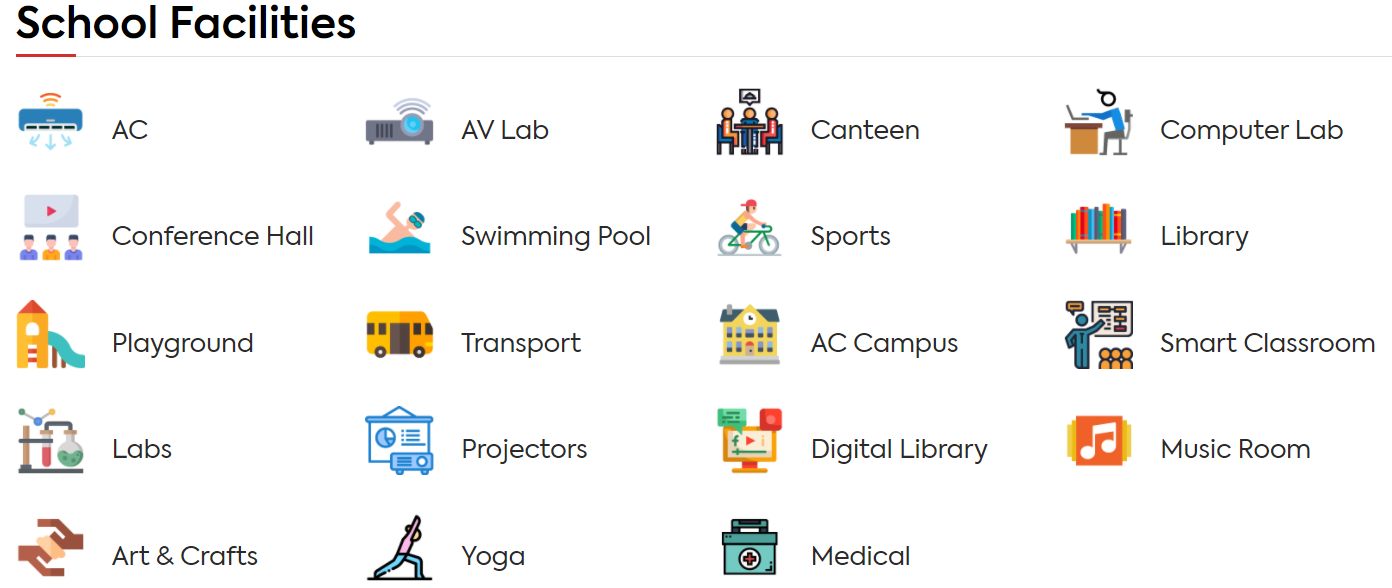 School Facilities
AC
AV Lab
Canteen
Computer Lab
Conference Hall
Swimming Pool
Sports
Library
Playground
Transport
AC Campus
Smart Classroom
Labs
Projectors
Digital Library
Music Room
Art & Crafts
Yoga
Medical